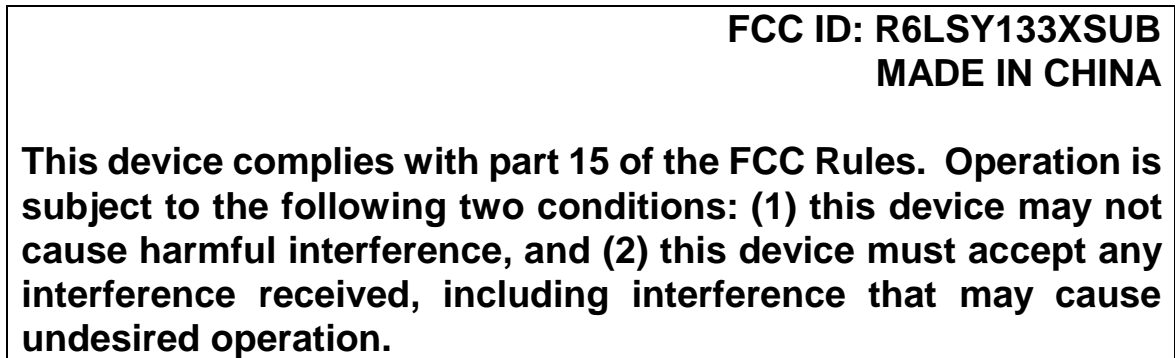 FCC ID: R6LSY133XSUB
MADE IN CHINA
This device complies with part 15 of the FCC Rules.  Operation is
subject to the following two conditions: (1) this device may not
cause harmful interference, and (2) this device must accept any
interference received, including interference that may cause
undesired operation.